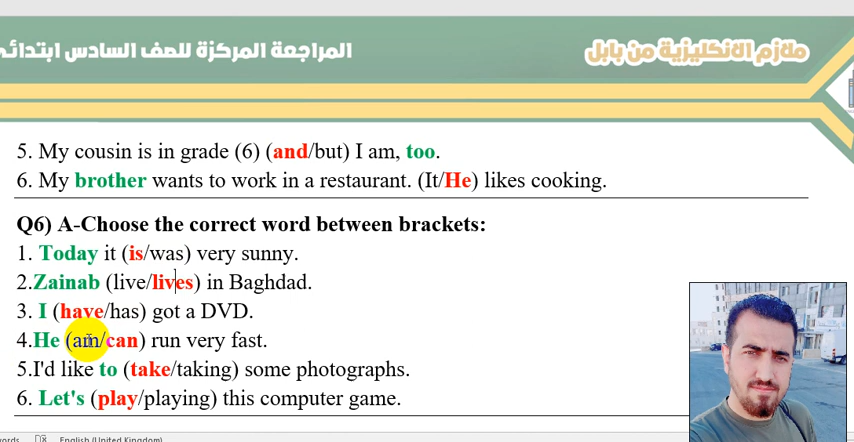 المراجعة المركزة للصف السادس ابتدائي
ملازم الانكليزية من بابل
5. My cousin is in grade (6) (and/but) I am, too.
6. My brother wants to work in a restaurant. (It/He) likes cooking.
Q6) A-Choose the correct word between brackets:
1. Today it (is/was) very sunny.
2.Zainab (live/lives) in Baghdad.
3. I (have/has) got a DVD.
4.He (am/can) run very fast.
5.I'd like to (take/taking) some photographs.
6. Let's (play/playing) this computer game.
English (United Kingdom)